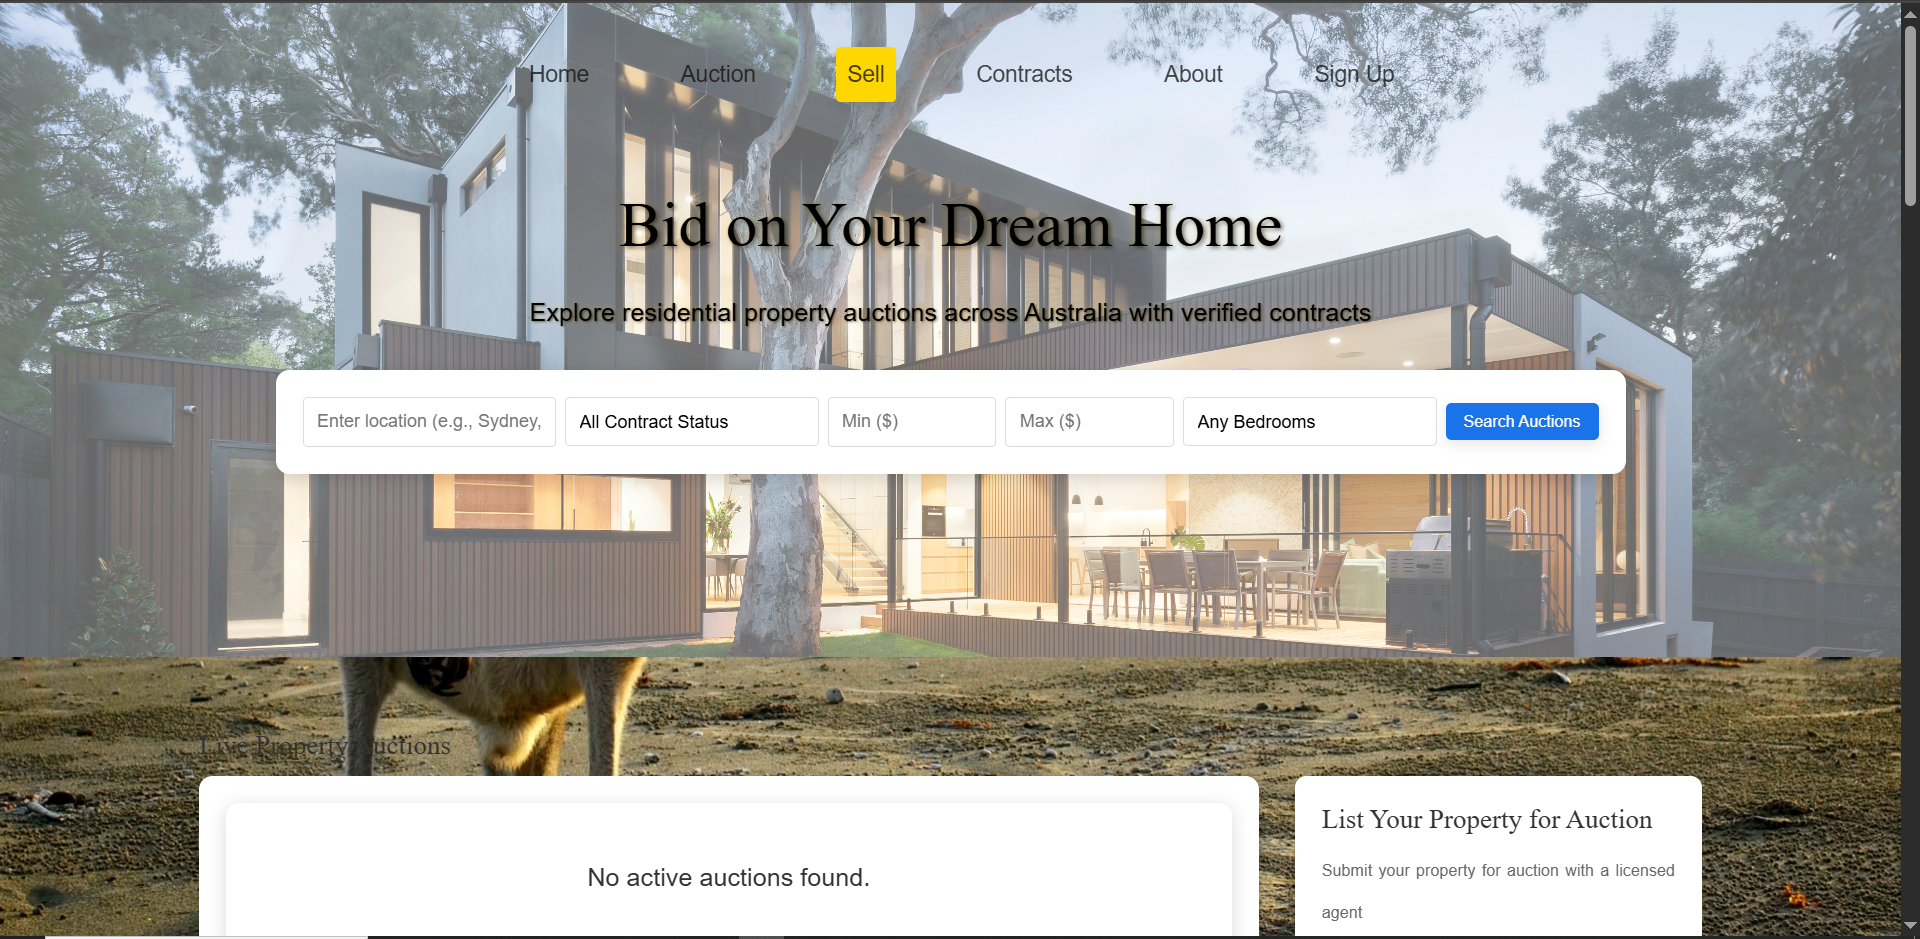 Home Auction Sell Contracts About Sign Up
Bid on Your Dream Home
Explore residential property auctions across Australia with verified contracts
Enter location (e.g., Sydney, All Contract Status Min ($) Max ($) Any Bedrooms Search Auctions
Live Property Auctions
No active auctions found.
List Your Property for Auction
Submit your property for auction with a licensed
agent